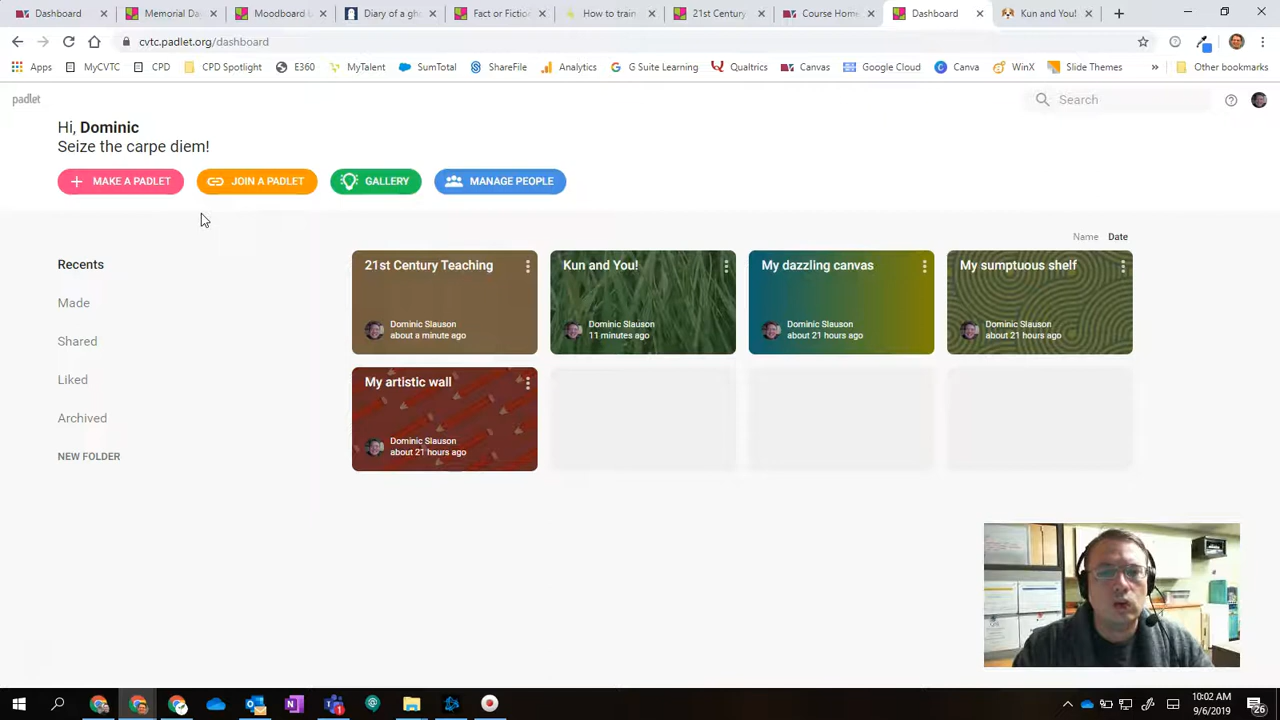 Dashboard
Memorial Da
Moodboard L
Diary of a gh
Fact or Fiction
How to train
21st Century
Course Home
Dashboard
Kun and You!
cvtc.padlet.org/dashboard
Apps
MyCVTC
CPD
CPD Spotlight
E360
MyTalent
SumTotal
ShareFile
Analytics
G Suite Learning
Qualtrics
Canvas
Google Cloud
Canva
WinX
Slide Themes
Other bookmarks
padlet
Search
Hi, Dominic
Seize the carpe diem!
MAKE A PADLET
JOIN A PADLET
GALLERY
MANAGE PEOPLE
Name Date
Recents
Made
Shared
Liked
Archived
NEW FOLDER
21st Century Teaching
Dominic Slauson
about a minute ago
Kun and You!
Dominic Slauson
11 minutes ago
My dazzling canvas
Dominic Slauson
about 21 hours ago
My sumptuous shelf
Dominic Slauson
about 21 hours ago
My artistic wall
Dominic Slauson
about 21 hours ago
10:02 AM
9/6/2019
26